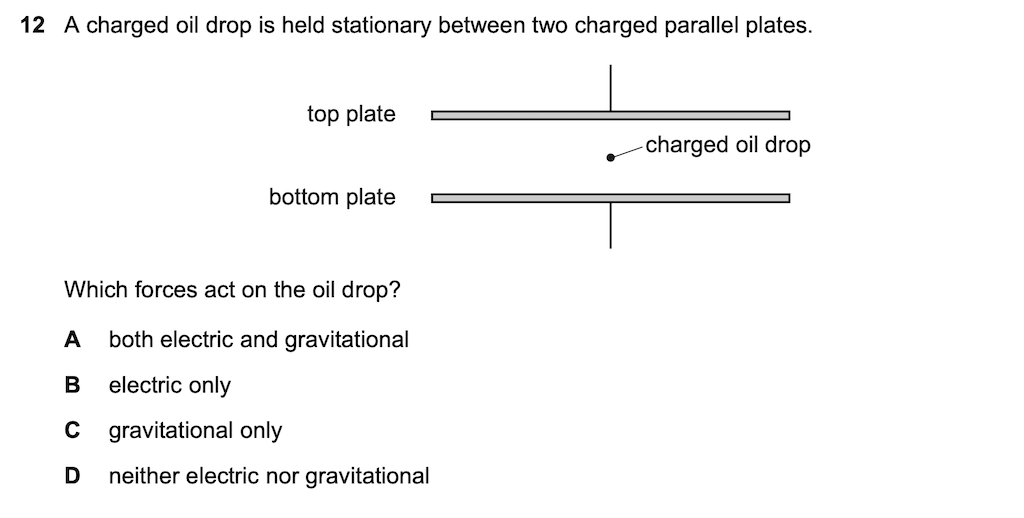 12 A charged oil drop is held stationary between two charged parallel plates.
top plate
charged oil drop
bottom plate
Which forces act on the oil drop?
A both electric and gravitational
B electric only
C gravitational only
D neither electric nor gravitational